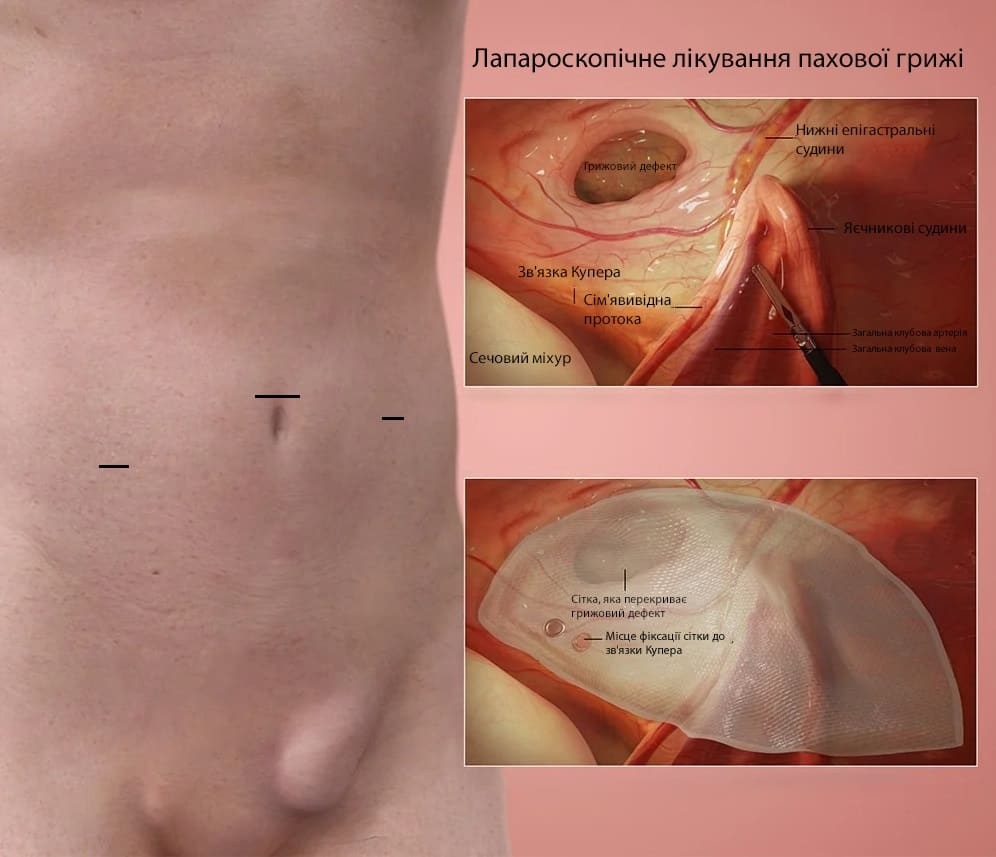 Лапароскопічне лікування пахової грижі
Нижні епігастральні
судини
Грижовий дефект
Яєчникові судини
Зв'язка Купера
Сім'явивідна
протока
Загальна клубова артерія
Загальна клубова вена
Сечовий міхур
Сітка, яка перекриває
грижовий дефект
Місце фіксації сітки до
зв'язки Купера